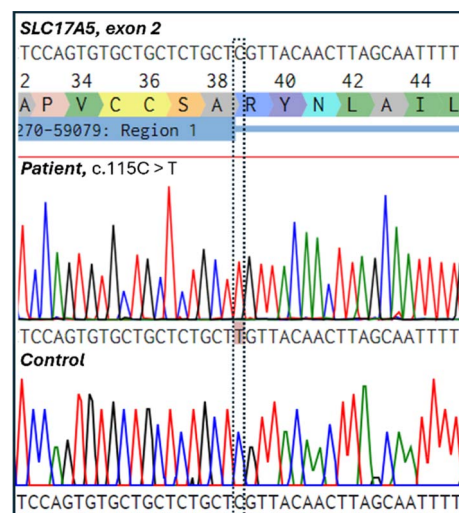 SLC17A5, exon 2
TCCAGTGTGCTGCTCTGCTCGTTACAACTTAGCAATTTT
2 34 36 38 40 42 44
A P V C C S A R Y N L A I L
270-59079: Region 1
Patient, c.115C > T
TCCAGTGTGCTGCTCTGCTTGTTACAACTTAGCAATTTT
Control
TCCAGTGTGCTGCTCTGCTCGTTACAACTTAGCAATTTT